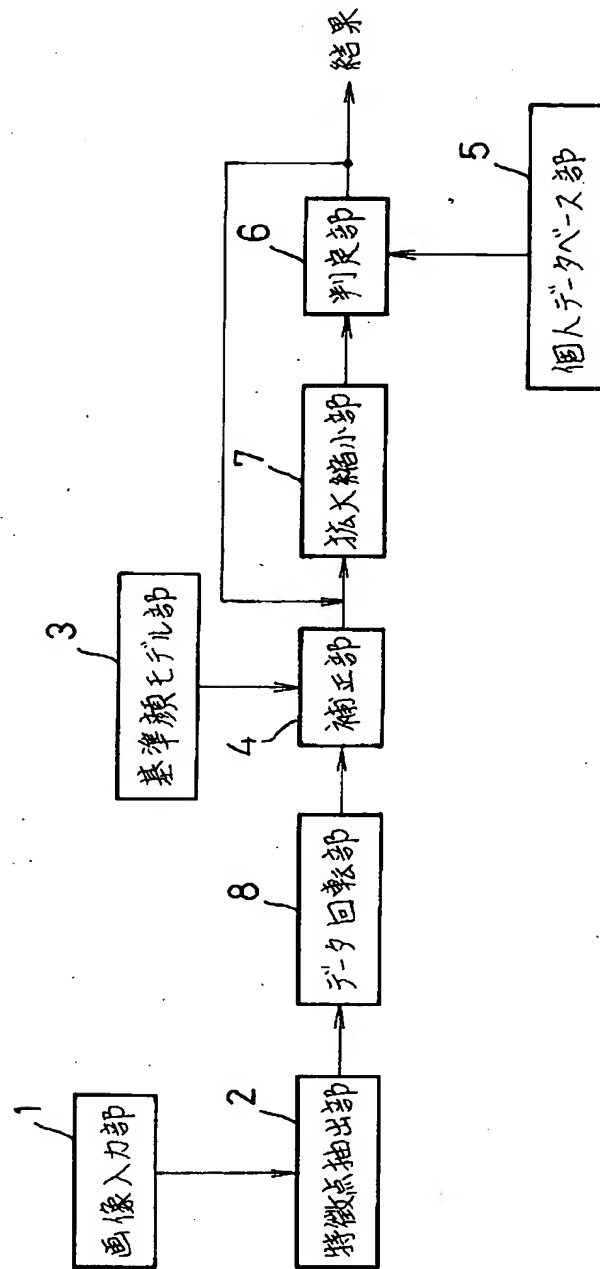 1
画像入力部
2
特徴点抽出部
8
データ回転部
3
基準顔モデル部
4
補正部
7
拡大縮小部
6
判定部
5
個人データベース部
結果